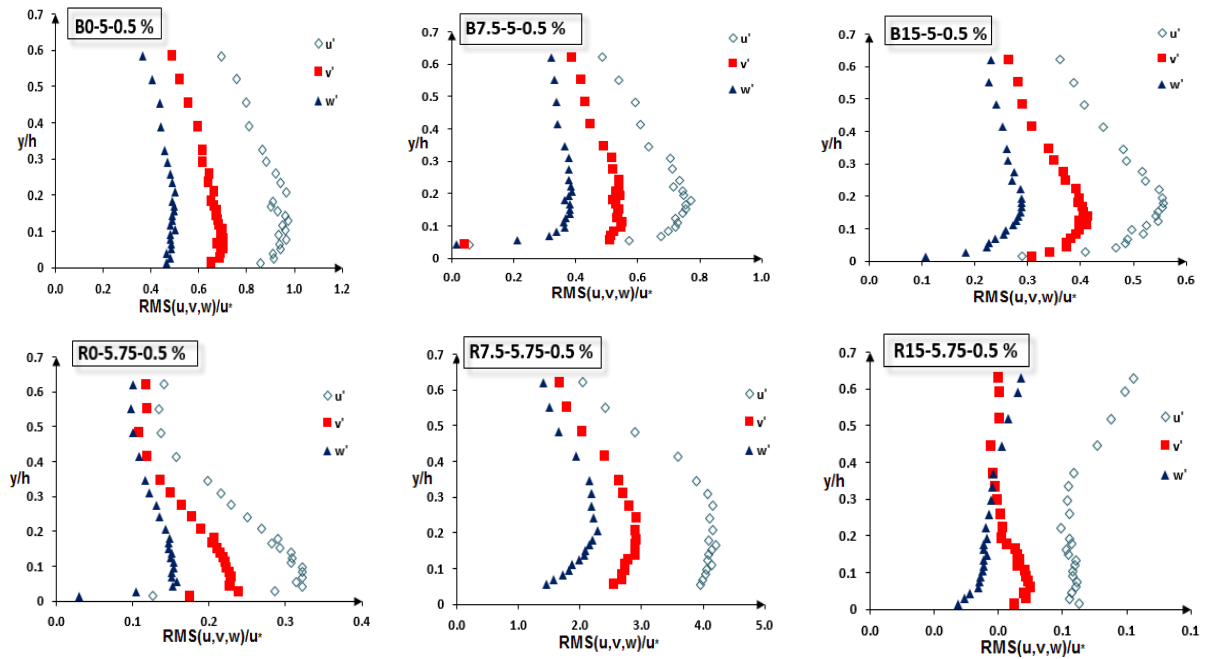 B0-5-0.5 %
0.7
0.6
0.5
0.4
y/h
0.3
0.2
0.1
0
0.0 0.2 0.4 0.6 0.8 1.0 1.2
RMS(u,v,w)/u*
u'
v'
w'
B7.5-5-0.5 %
0.7
0.6
0.5
0.4
y/h
0.3
0.2
0.1
0
0.0 0.2 0.4 0.6 0.8 1.0
RMS(u,v,w)/u*
u'
v'
w'
B15-5-0.5 %
0.7
0.6
0.5
0.4
y/h
0.3
0.2
0.1
0
0.0 0.1 0.2 0.3 0.4 0.5 0.6
RMS(u,v,w)/u*
u'
v'
w'
R0-5.75-0.5 %
0.7
0.6
0.5
0.4
y/h
0.3
0.2
0.1
0
0.0 0.1 0.2 0.3 0.4
RMS(u,v,w)/u*
u'
v'
w'
R7.5-5.75-0.5 %
0.7
0.6
0.5
0.4
y/h
0.3
0.2
0.1
0
0.0 1.0 2.0 3.0 4.0 5.0
RMS(u,v,w)/u*
u'
v'
w'
R15-5.75-0.5 %
0.7
0.6
0.5
0.4
y/h
0.3
0.2
0.1
0
0.0 0.0 0.0 0.1 0.1 0.1
RMS(u,v,w)/u*
u'
v'
w'